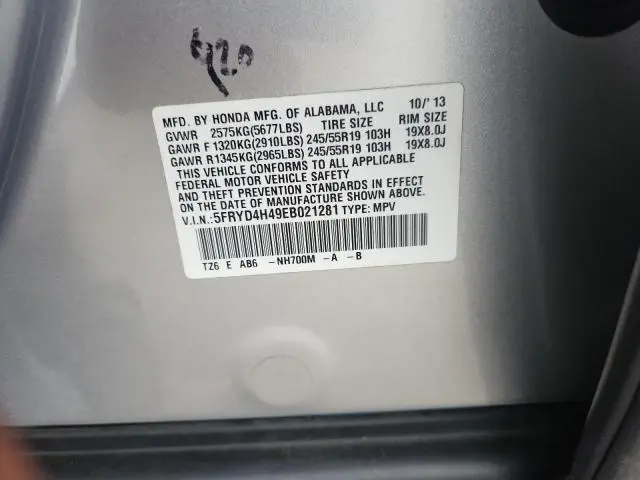 MFD. BY HONDA MFG. OF ALABAMA, LLC 10/'13
GVWR 2575KG(5677LBS) TIRE SIZE RIM SIZE
GAWR F 1320KG(2910LBS) 245/55R19 103H 19X8.0J
GAWR R1345KG(2965LBS) 245/55R19 103H 19X8.0J
THIS VEHICLE CONFORMS TO ALL APPLICABLE
FEDERAL MOTOR VEHICLE SAFETY
AND THEFT PREVENTION STANDARDS IN EFFECT
ON THE DATE OF MANUFACTURE SHOWN ABOVE.
V.I.N.: 5FRYD4H49EB021281 TYPE: MPV
TZ6 E AB6 -NH700M -A -B